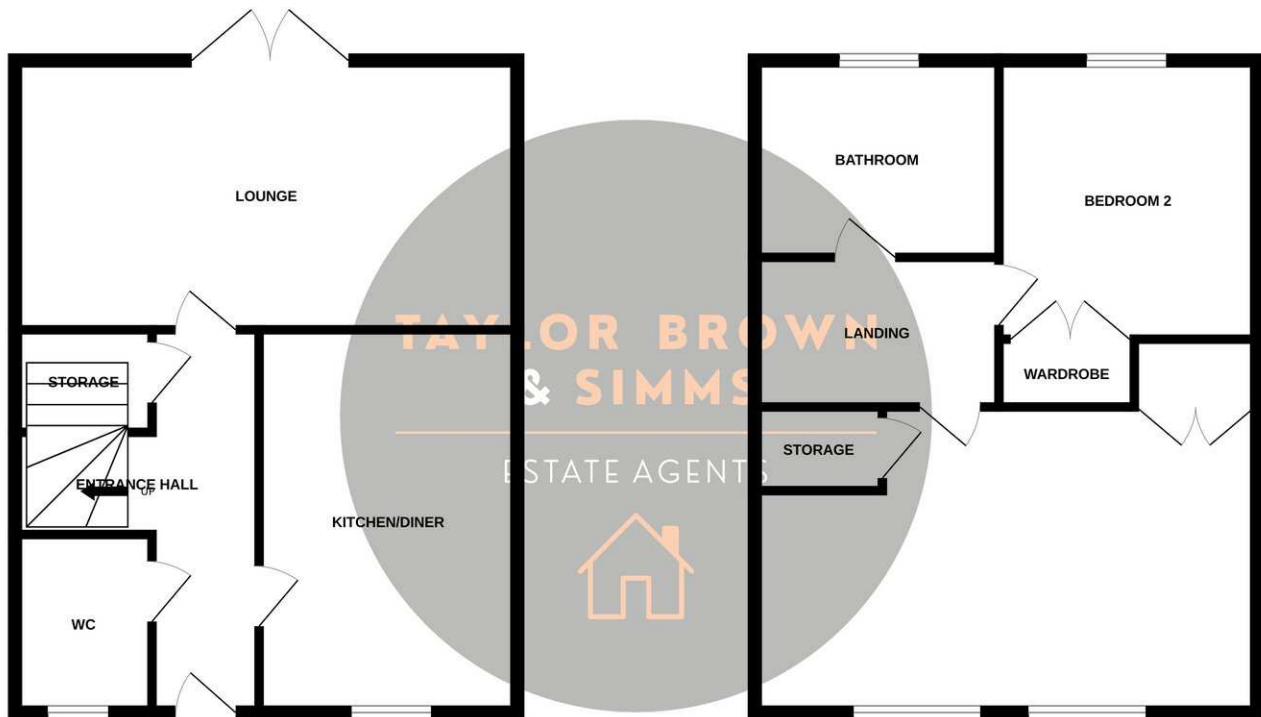 LOUNGE
STORAGE
ENTRANCE HALL
UP
KITCHEN/DINER
WC
BATHROOM
BEDROOM 2
LANDING
WARDROBE
STORAGE
TAYLOR BROWN
& SIMMS
ESTATE AGENTS